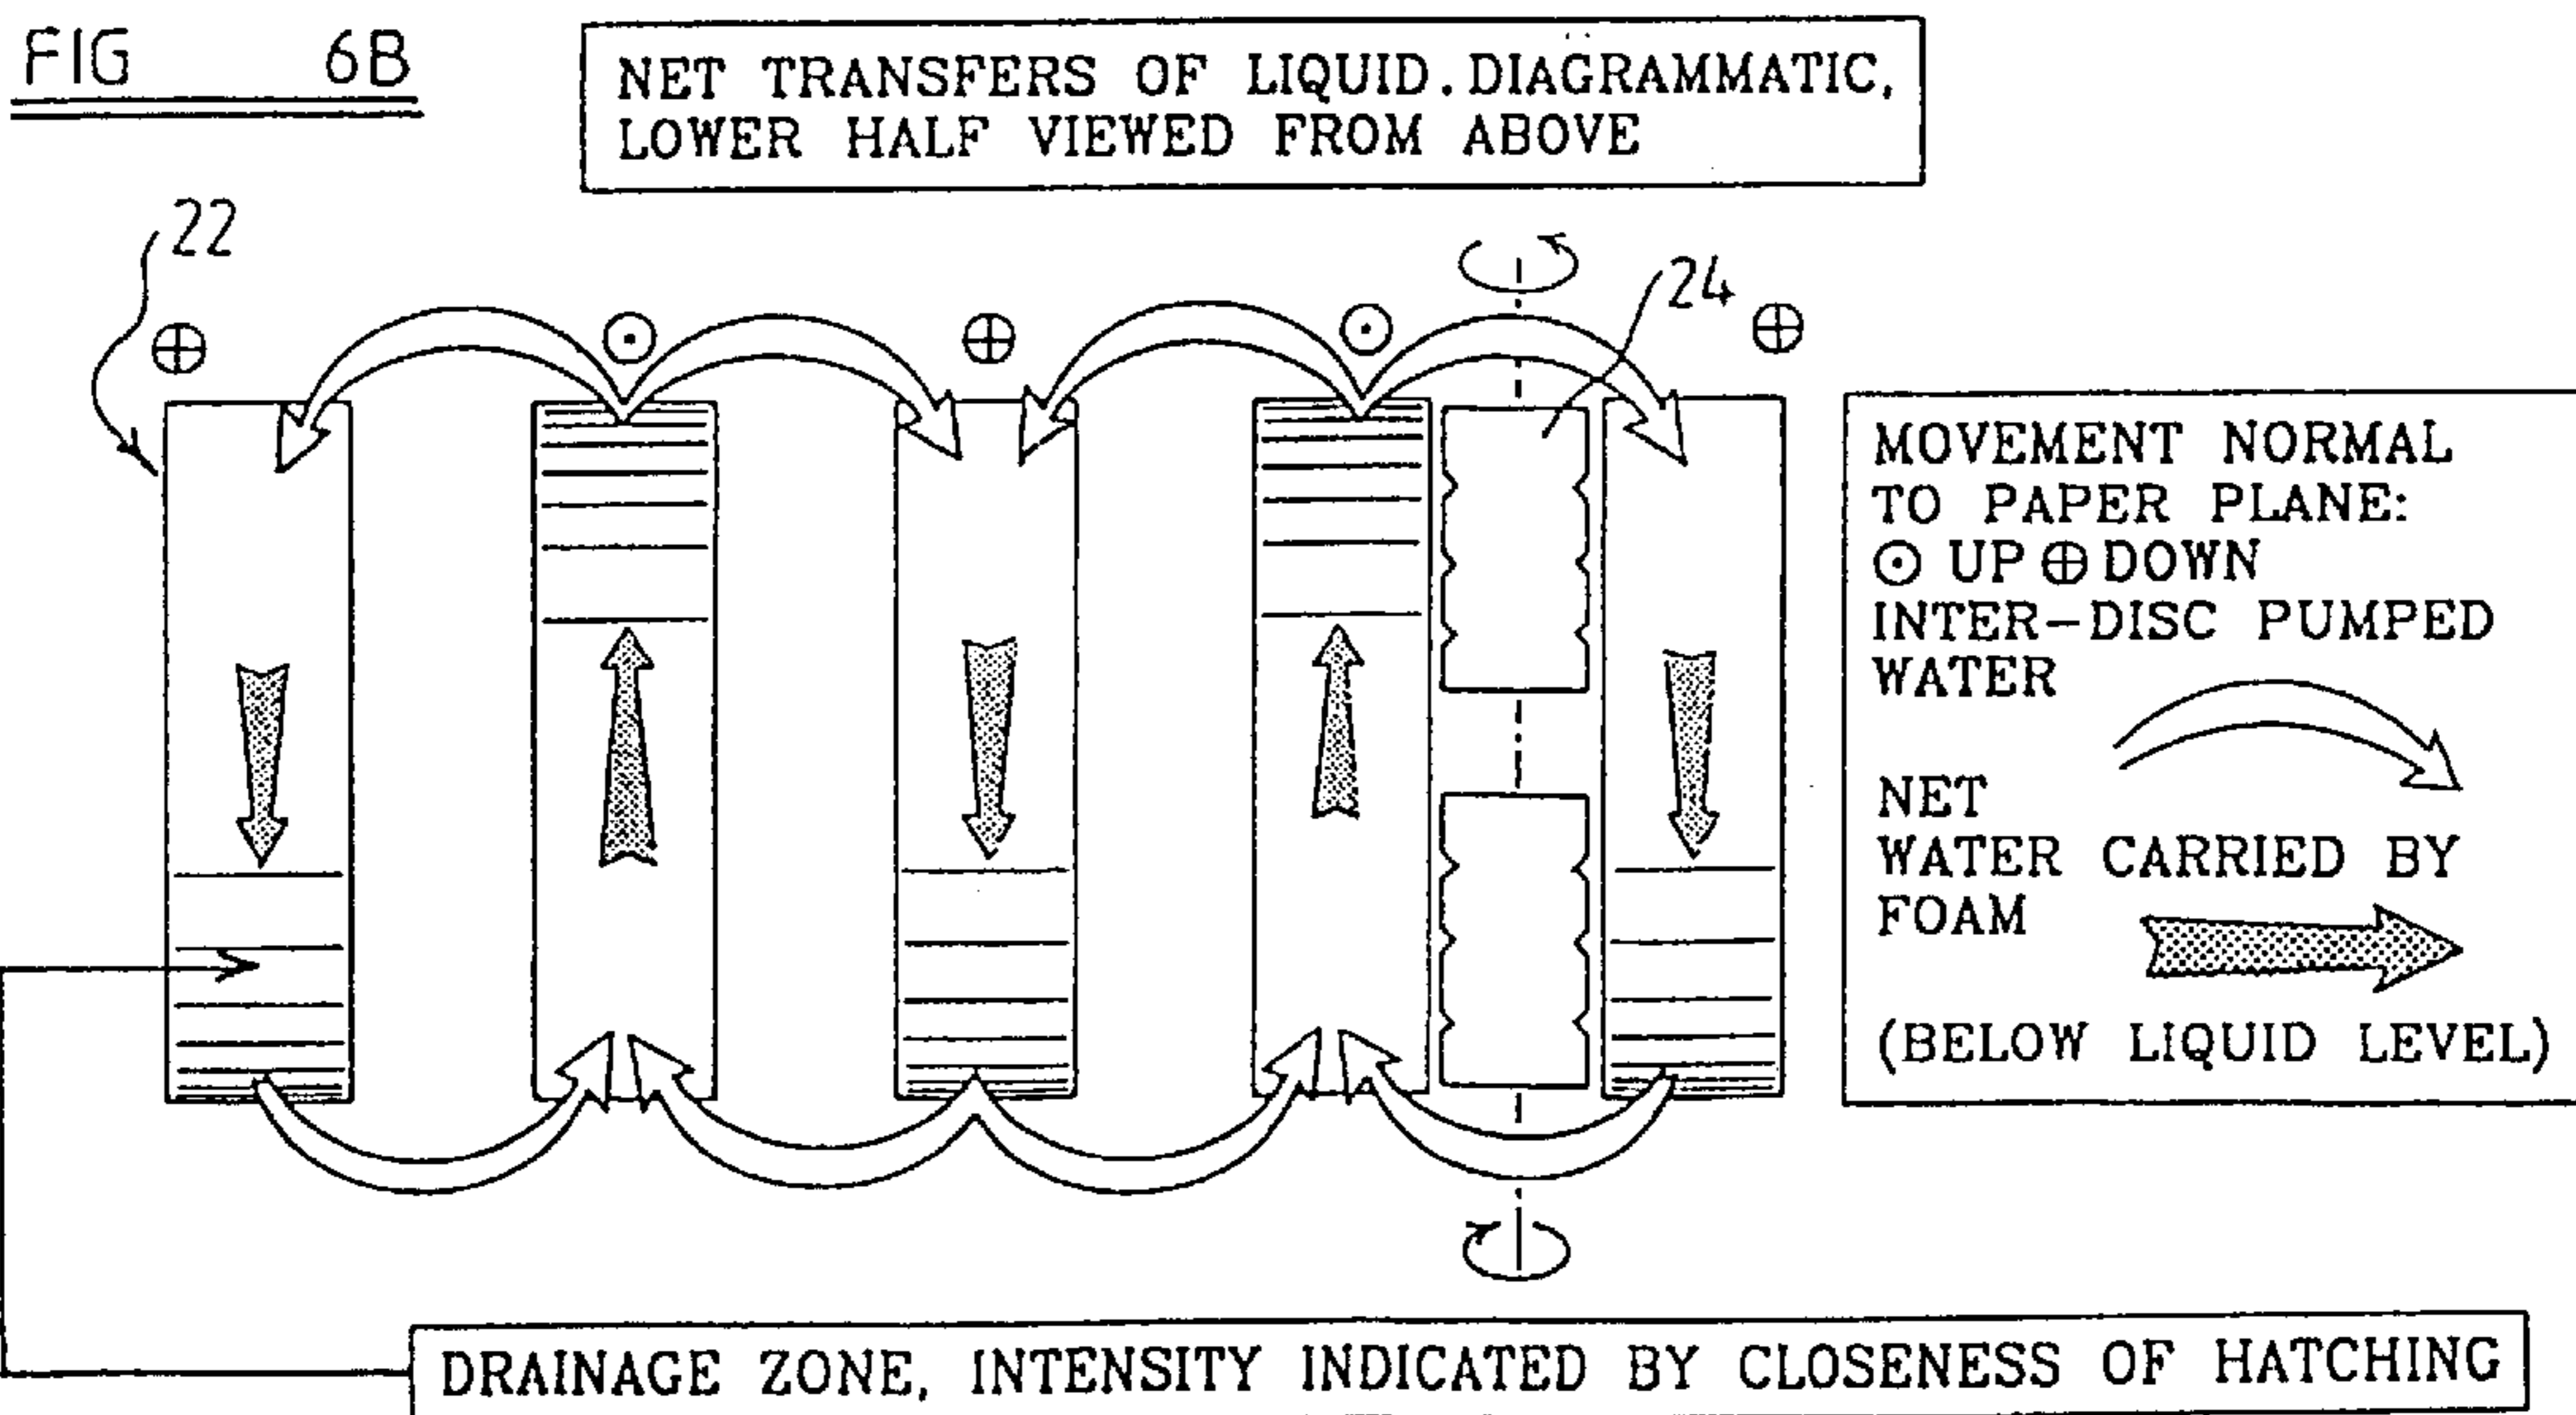 FIG 6B
NET TRANSFERS OF LIQUID. DIAGRAMMATIC,
LOWER HALF VIEWED FROM ABOVE
22
24
MOVEMENT NORMAL
TO PAPER PLANE:
⊙ UP ⊕ DOWN
INTER-DISC PUMPED
WATER
NET
WATER CARRIED BY
FOAM
(BELOW LIQUID LEVEL)
DRAINAGE ZONE, INTENSITY INDICATED BY CLOSENESS OF HATCHING